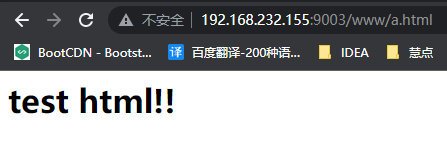 不安全 | 192.168.232.155:9003/www/a.html
BootCDN - Bootst... 译 百度翻译-200种语... IDEA 慧点
test html!!